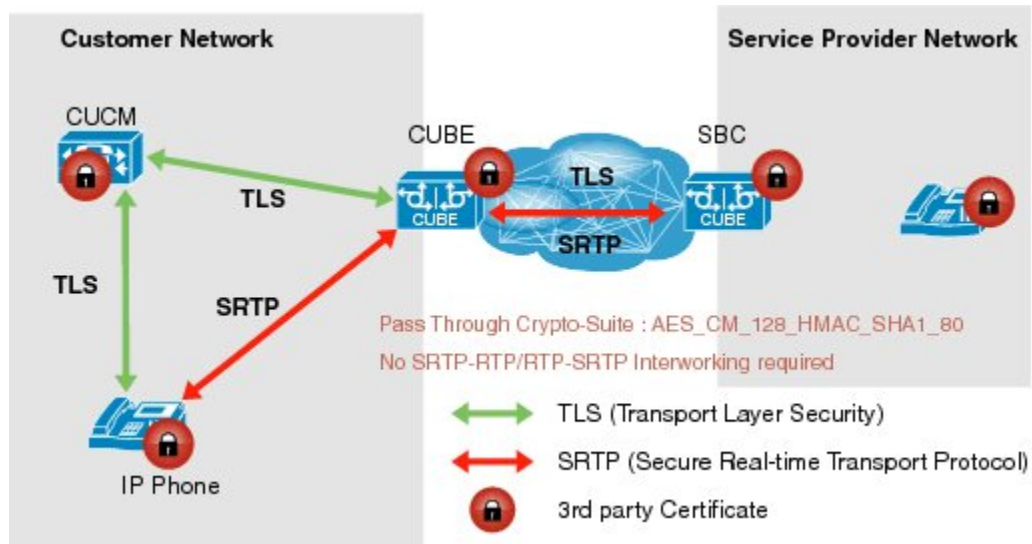 Customer Network
Service Provider Network
CUCM
CUBE
SBC
TLS
TLS
CUBE
CUBE
SRTP
TLS
SRTP
Pass Through Crypto-Suite : AES_CM_128_HMAC_SHA1_80
No SRTP-RTP/RTP-SRTP Interworking required
TLS (Transport Layer Security)
SRTP (Secure Real-time Transport Protocol)
IP Phone
3rd party Certificate